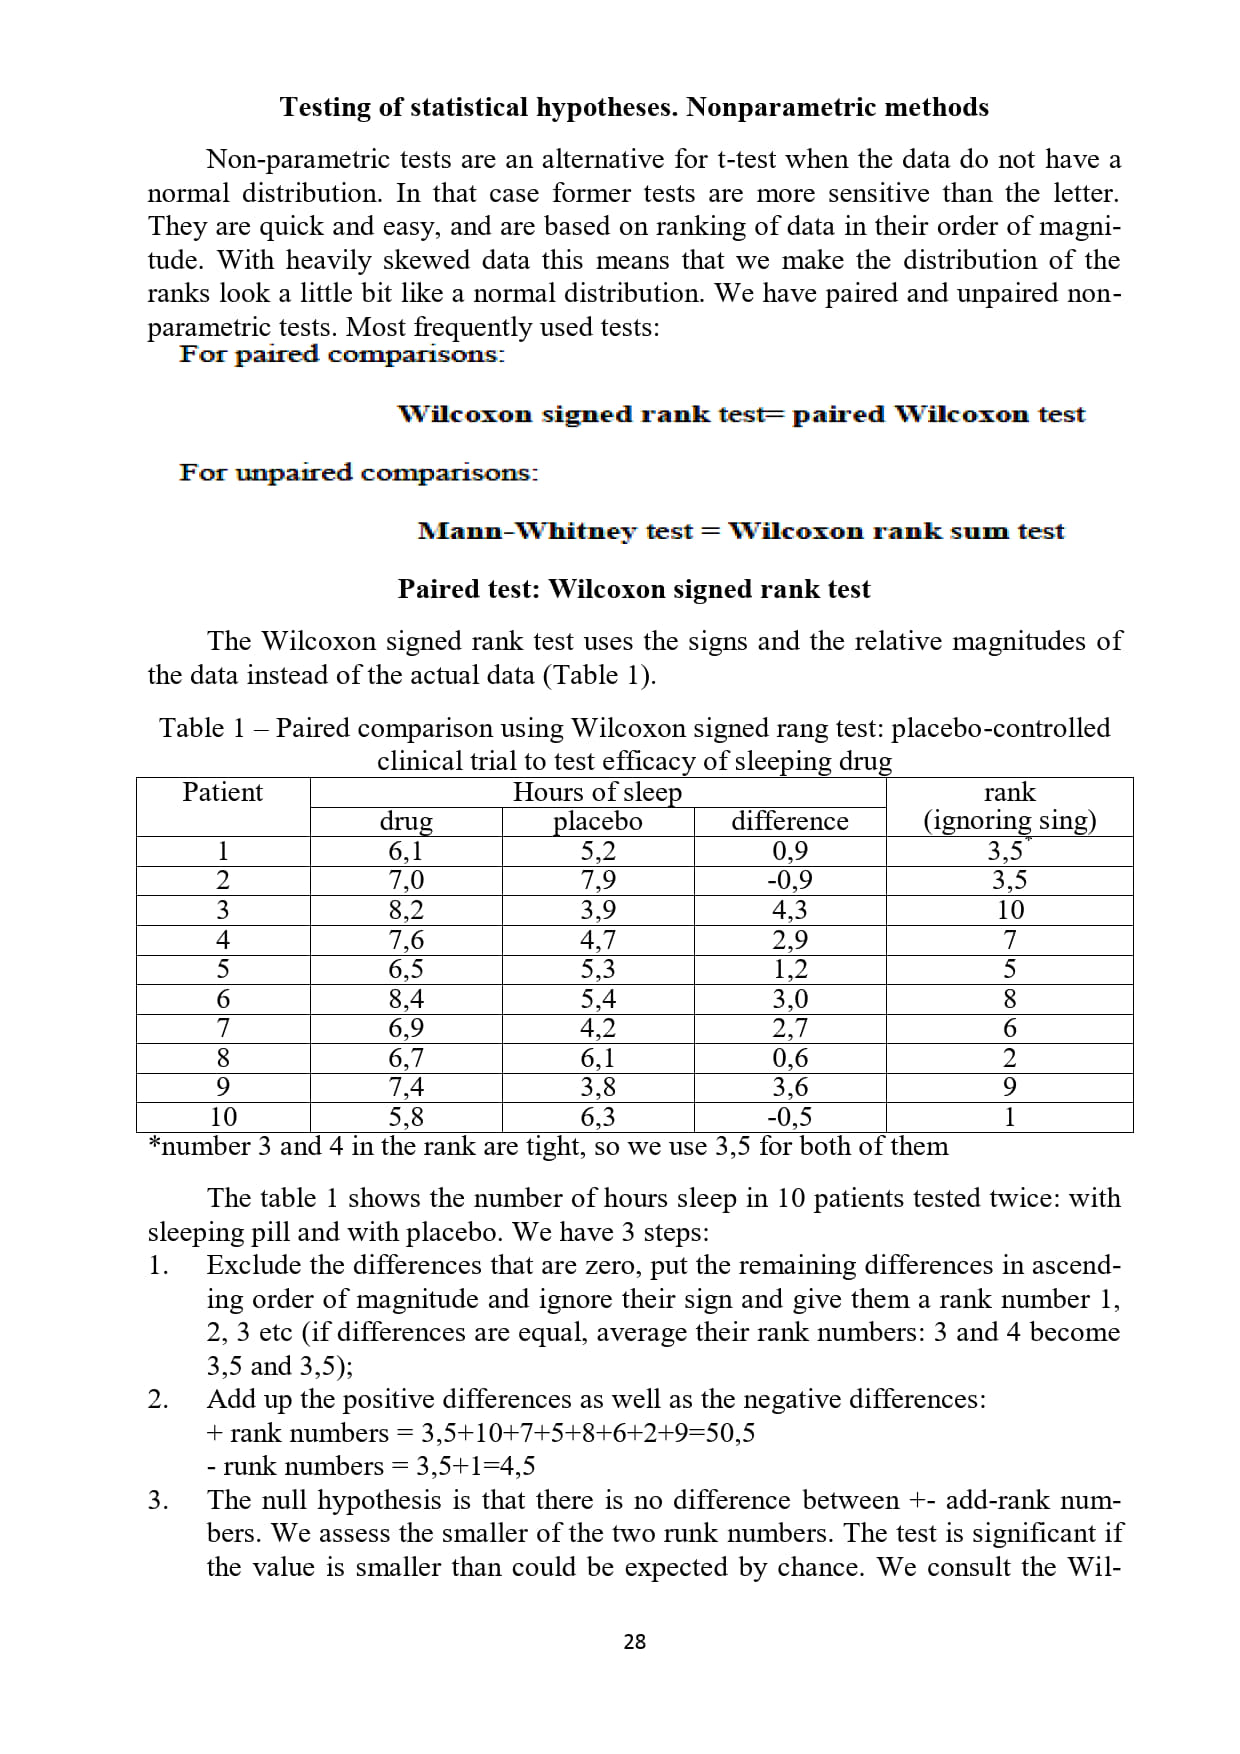 Testing of statistical hypotheses. Nonparametric methods
Non-parametric tests are an alternative for t-test when the data do not have a
normal distribution. In that case former tests are more sensitive than the letter.
They are quick and easy, and are based on ranking of data in their order of magni-
tude. With heavily skewed data this means that we make the distribution of the
ranks look a little bit like a normal distribution. We have paired and unpaired non-
parametric tests. Most frequently used tests:
For paired comparisons:
Wilcoxon signed rank test= paired Wilcoxon test
For unpaired comparisons:
Mann-Whitney test = Wilcoxon rank sum test
Paired test: Wilcoxon signed rank test
The Wilcoxon signed rank test uses the signs and the relative magnitudes of
the data instead of the actual data (Table 1).
Table 1 – Paired comparison using Wilcoxon signed rang test: placebo-controlled
clinical trial to test efficacy of sleeping drug
Patient Hours of sleep rank
drug placebo difference (ignoring sing)
1 6,1 5,2 0,9 3,5*
2 7,0 7,9 -0,9 3,5
3 8,2 3,9 4,3 10
4 7,6 4,7 2,9 7
5 6,5 5,3 1,2 5
6 8,4 5,4 3,0 8
7 6,9 4,2 2,7 6
8 6,7 6,1 0,6 2
9 7,4 3,8 3,6 9
10 5,8 6,3 -0,5 1
*number 3 and 4 in the rank are tight, so we use 3,5 for both of them
The table 1 shows the number of hours sleep in 10 patients tested twice: with
sleeping pill and with placebo. We have 3 steps:
1. Exclude the differences that are zero, put the remaining differences in ascend-
ing order of magnitude and ignore their sign and give them a rank number 1,
2, 3 etc (if differences are equal, average their rank numbers: 3 and 4 become
3,5 and 3,5);
2. Add up the positive differences as well as the negative differences:
+ rank numbers = 3,5+10+7+5+8+6+2+9=50,5
- runk numbers = 3,5+1=4,5
3. The null hypothesis is that there is no difference between +- add-rank num-
bers. We assess the smaller of the two runk numbers. The test is significant if
the value is smaller than could be expected by chance. We consult the Wil-
28